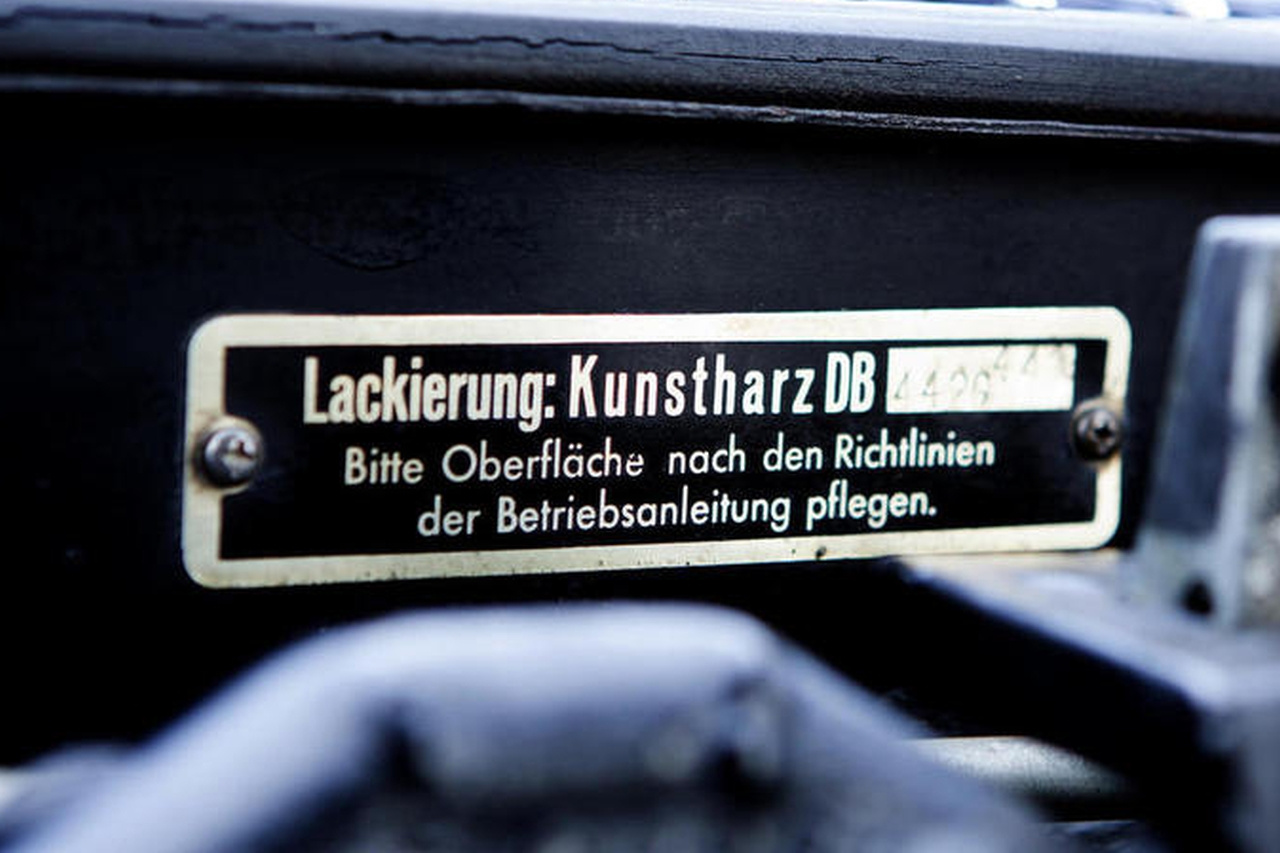 Lackierung: Kunstharz DB
Bitte Oberfläche nach den Richtlinien
der Betriebsanleitung pflegen.